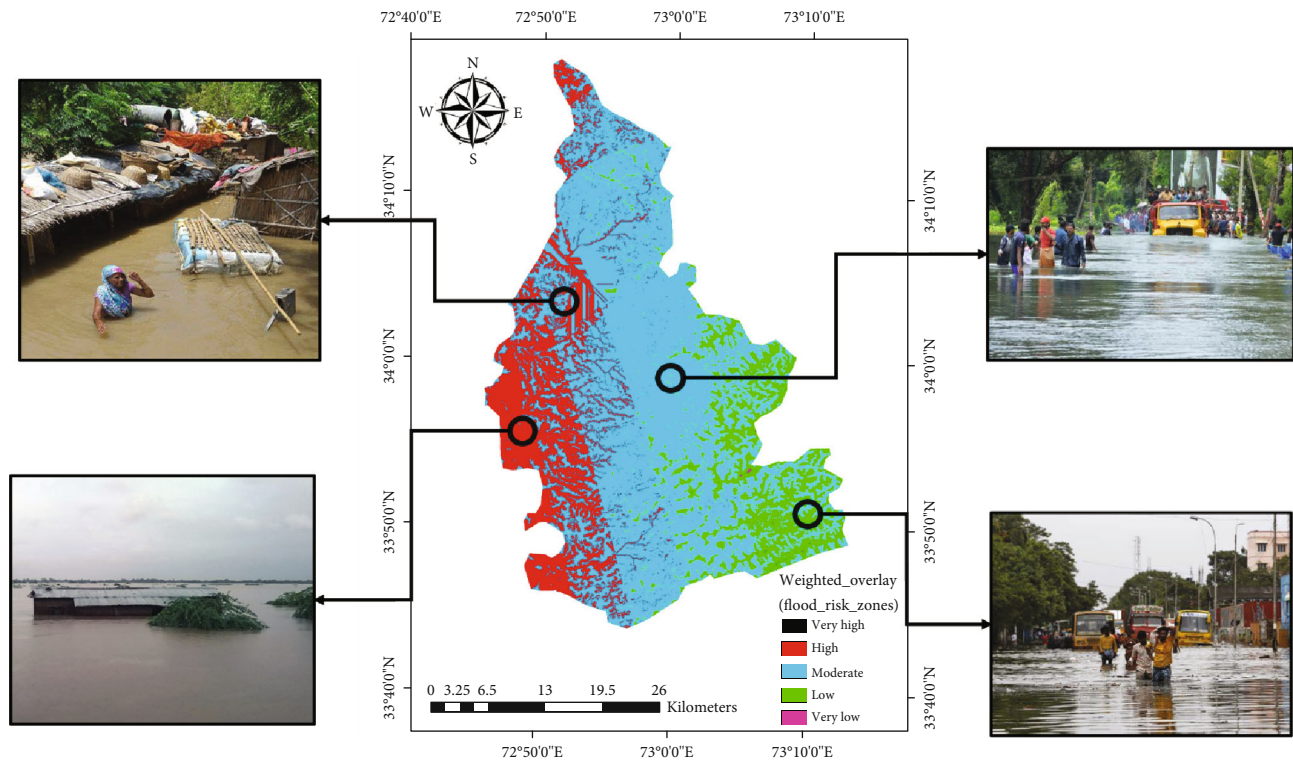 72°40'0"E 72°50'0"E 73°0'0"E 73°10'0"E
N
W E
S
34°10'0"N
34°0'0"N
33°50'0"N
33°40'0"N
34°10'0"N
34°0'0"N
33°50'0"N
33°40'0"N
Weighted_overlay
(flood_risk_zones)
Very high
High
Moderate
Low
Very low
0 3.25 6.5 13 19.5 26
Kilometers
72°50'0"E 73°0'0"E 73°10'0"E